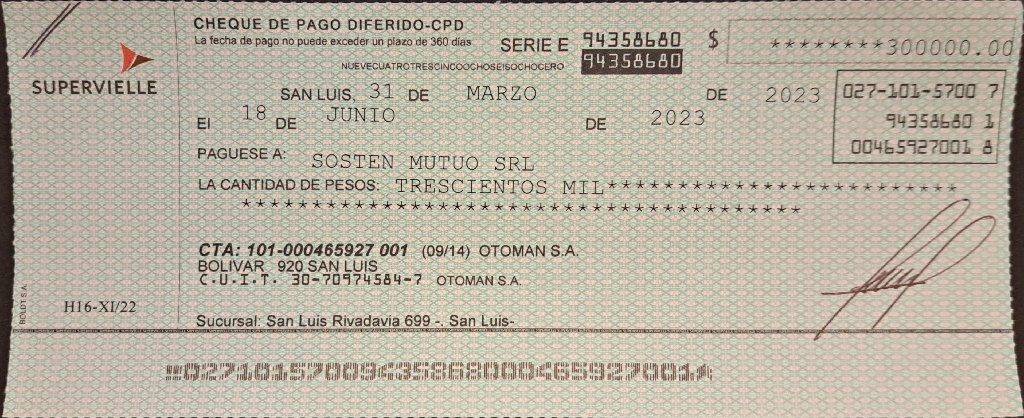 CHEQUE DE PAGO DIFERIDO-CPD
La fecha de pago no puede exceder un plazo de 360 días
SERIE E 94358680 $ ********300000.00
94358680
NUEVECUATROTRESCINCOOCHOSEISOCHOCERO
SUPERVIELLE
SAN LUIS, 31 DE MARZO DE 2023
027-101-5700 7
El 18 DE JUNIO DE 2023
94358680 1
00465927001 8
PAGUESE A: SOSTEN MUTUO SRL
LA CANTIDAD DE PESOS: TRESCIENTOS MIL***************************
*******************************************
CTA: 101-000465927 001 (09/14) OTOMAN S.A.
BOLIVAR 920 SAN LUIS
C.U.I.T. 30-70974584-7 OTOMAN S.A.
BOLDT S.A.
H16-XI/22
Sucursal: San Luis Rivadavia 699 -. San Luis-
02710157009435868000465927001